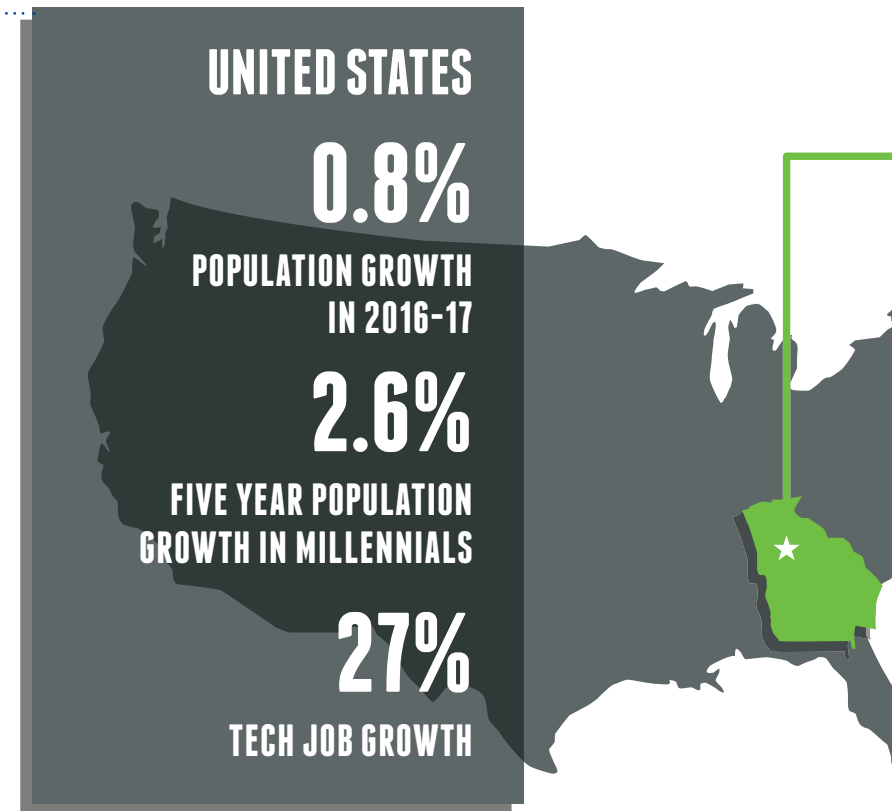 UNITED STATES
0.8%
POPULATION GROWTH
IN 2016-17
2.6%
FIVE YEAR POPULATION
GROWTH IN MILLENNIALS
27%
TECH JOB GROWTH